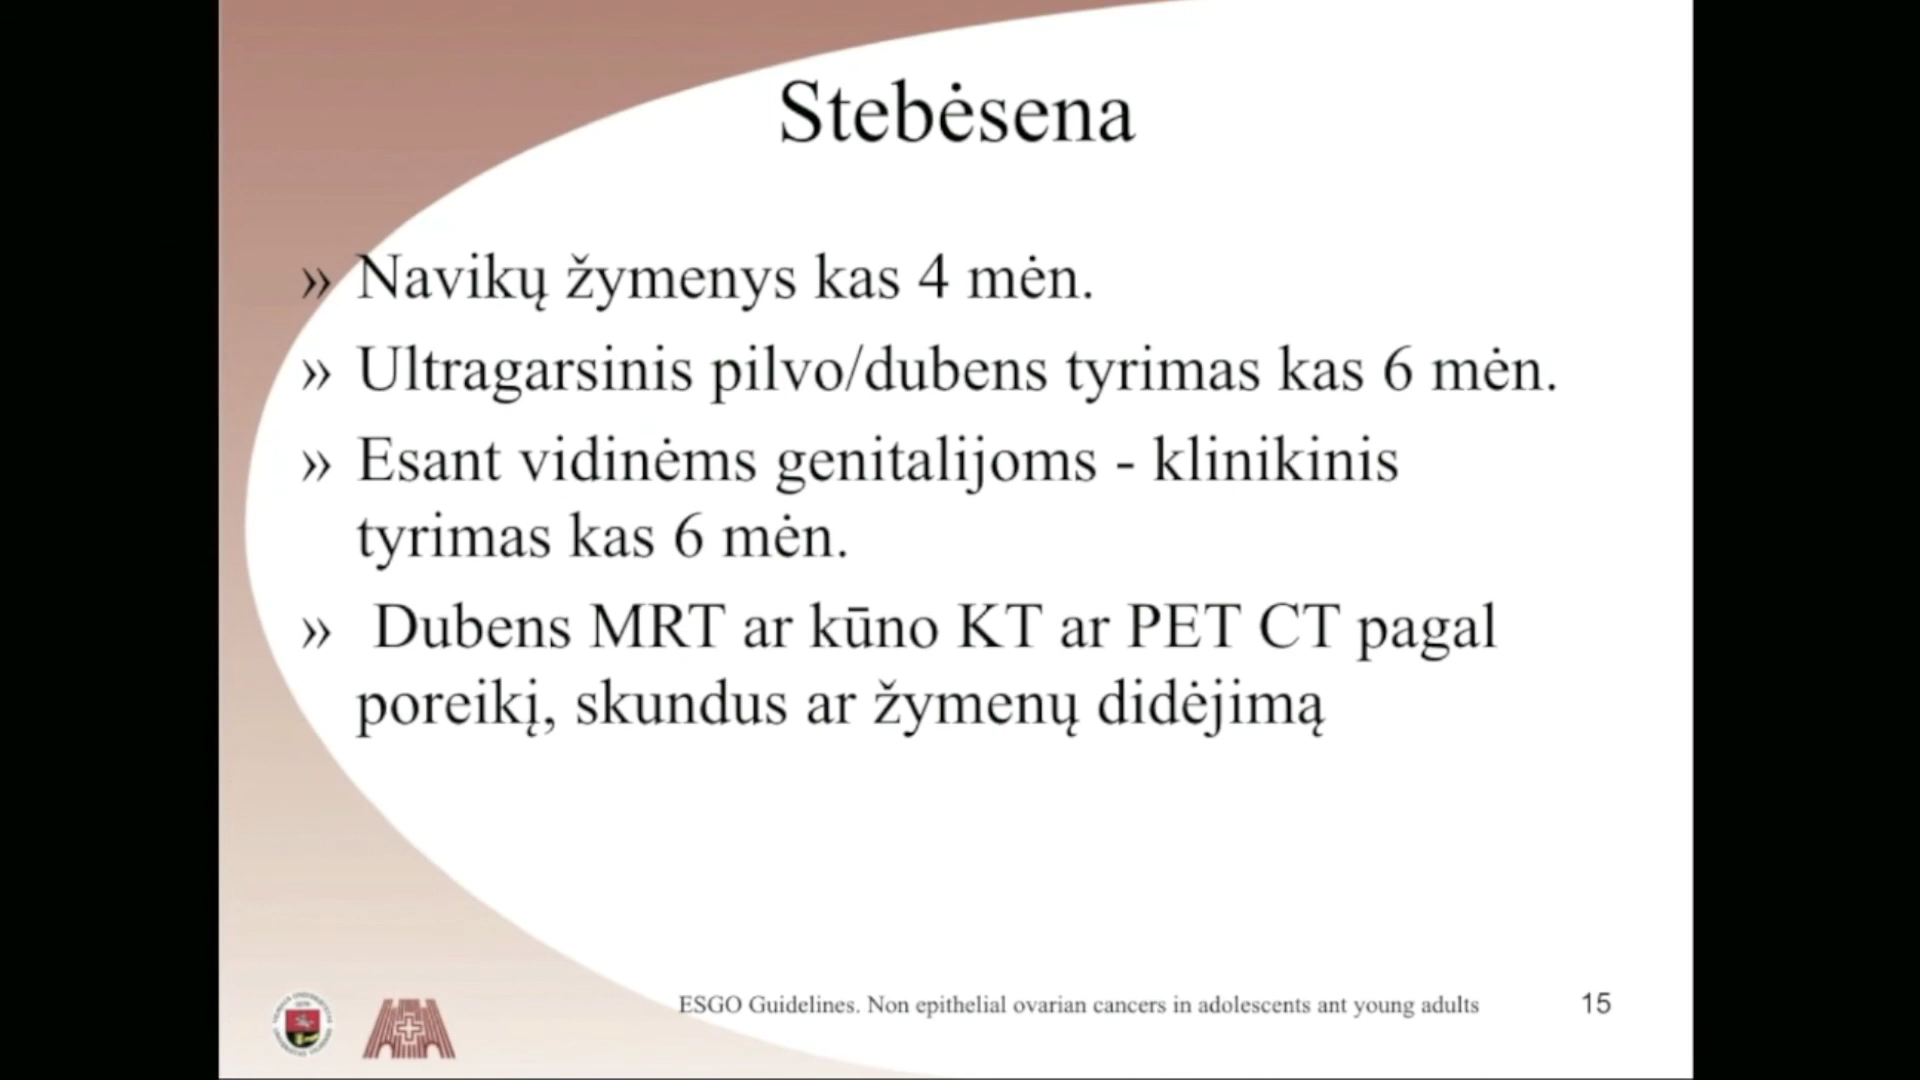 Stebėsena
» Navikų žymenys kas 4 mėn.
» Ultragarsinis pilvo/dubens tyrimas kas 6 mėn.
» Esant vidinėms genitalijoms - klinikinis
tyrimas kas 6 mėn.
» Dubens MRT ar kūno KT ar PET CT pagal
poreikį, skundus ar žymenų didėjimą
ESGO Guidelines. Non epithelial ovarian cancers in adolescents ant young adults
15